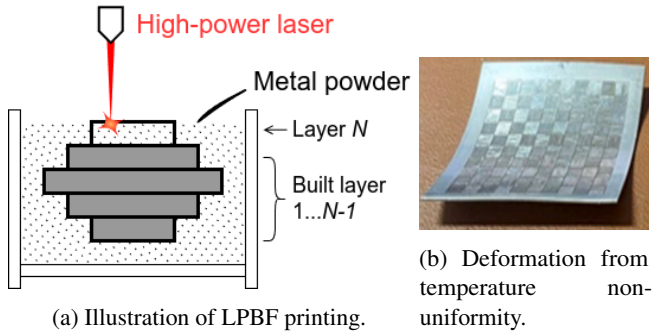 High-power laser
Metal powder
Layer N
Built layer
1...N-1
(a) Illustration of LPBF printing.
(b) Deformation from
temperature non-
uniformity.